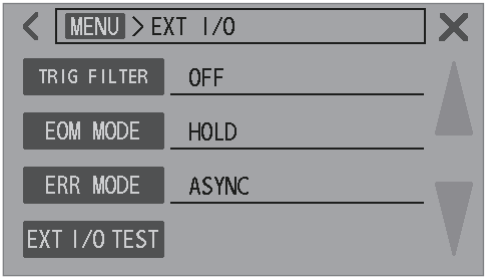 MENU > EXT I/O
TRIG FILTER OFF
EOM MODE HOLD
ERR MODE ASYNC
EXT I/O TEST